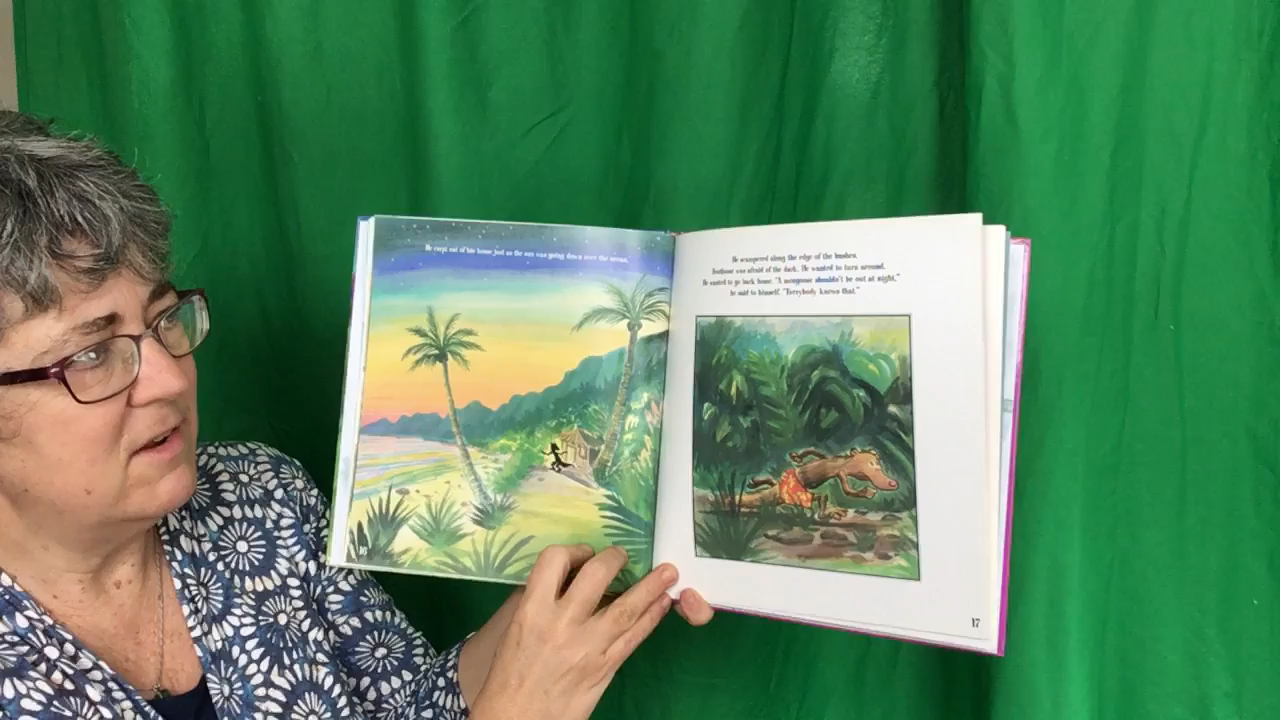 He crept out of his house just as the sun was going down over the ocean.
16
He scampered along the edge of the bushes.
Foofoose was afraid of the dark. He wanted to turn around.
He wanted to go back home. "A mongoose shouldn't be out at night,"
he said to himself. "Everybody knows that."
17